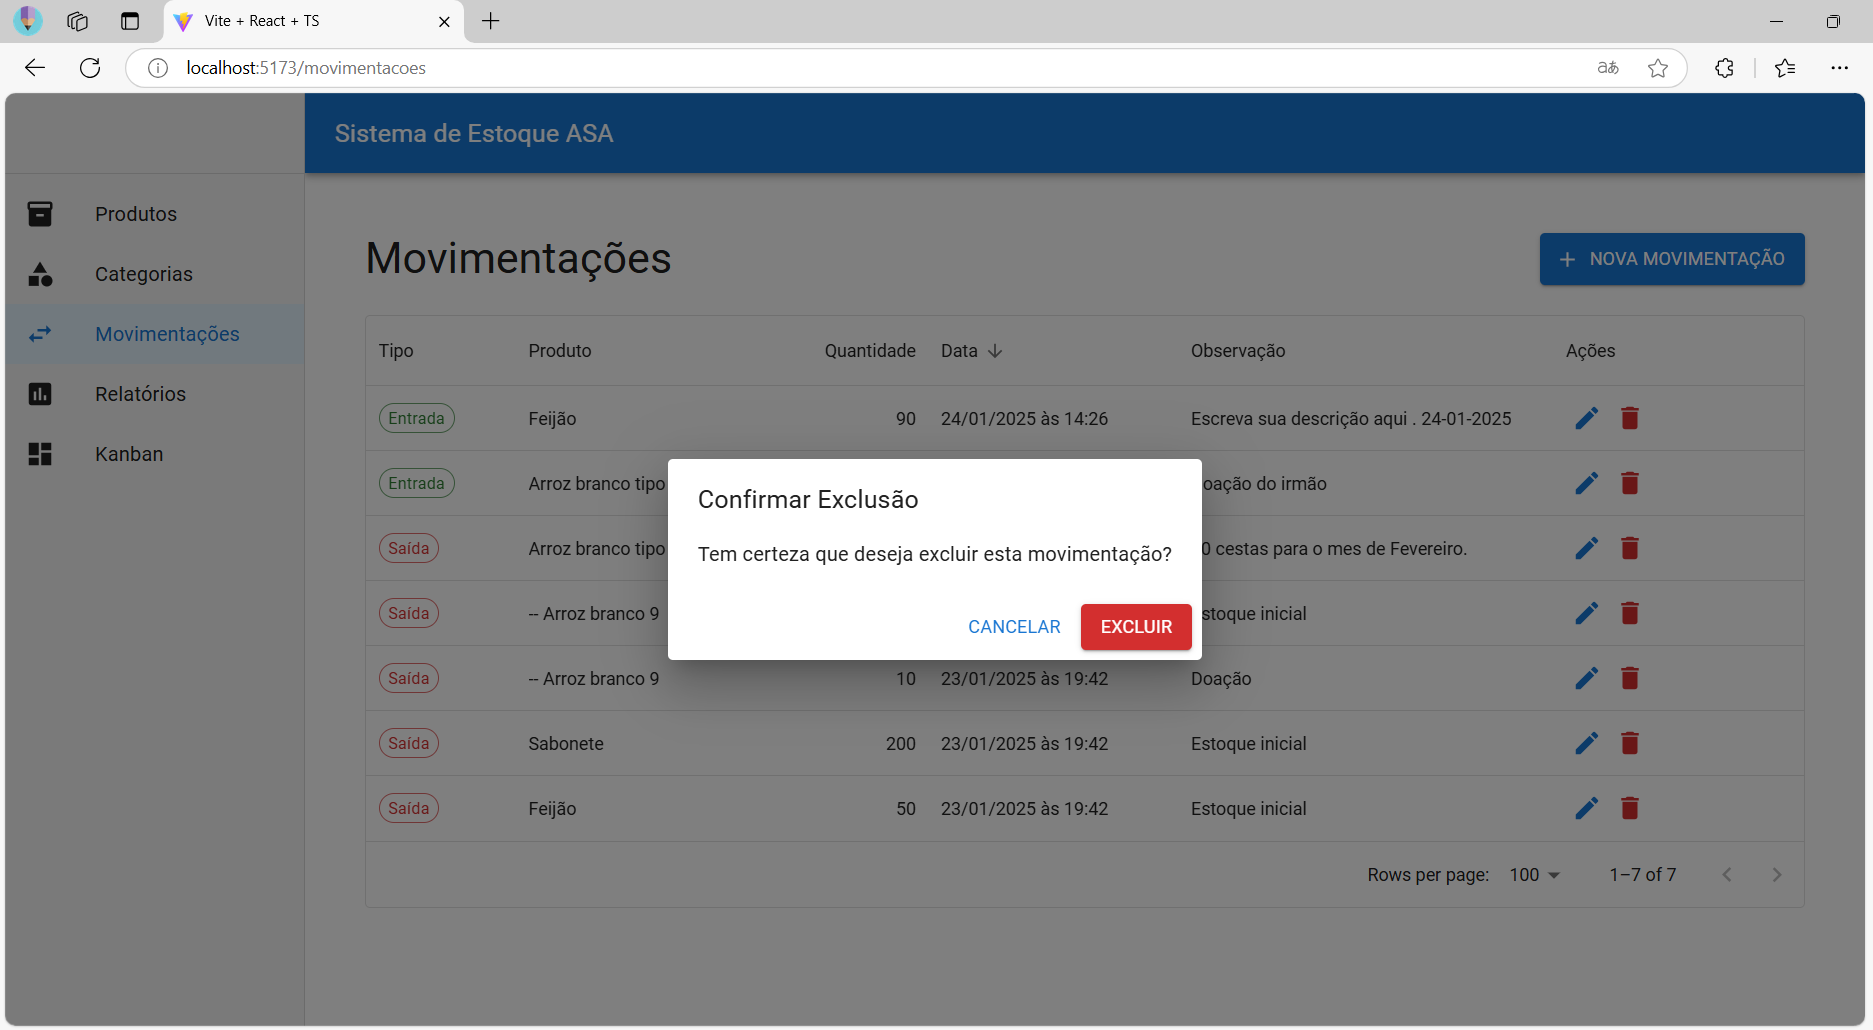 Vite + React + TS
localhost:5173/movimentacoes
Sistema de Estoque ASA
Produtos
Categorias
Movimentações
Relatórios
Kanban
Movimentações
NOVA MOVIMENTAÇÃO
Tipo Produto Quantidade Data Observação Ações
Entrada Feijão 90 24/01/2025 às 14:26 Escreva sua descrição aqui . 24-01-2025
Entrada Arroz branco tipo oação do irmão
Saída Arroz branco tipo 0 cestas para o mes de Fevereiro.
Saída -- Arroz branco 9 stoque inicial
Saída -- Arroz branco 9 10 23/01/2025 às 19:42 Doação
Saída Sabonete 200 23/01/2025 às 19:42 Estoque inicial
Saída Feijão 50 23/01/2025 às 19:42 Estoque inicial
Rows per page: 100 1–7 of 7
Confirmar Exclusão
Tem certeza que deseja excluir esta movimentação?
CANCELAR EXCLUIR